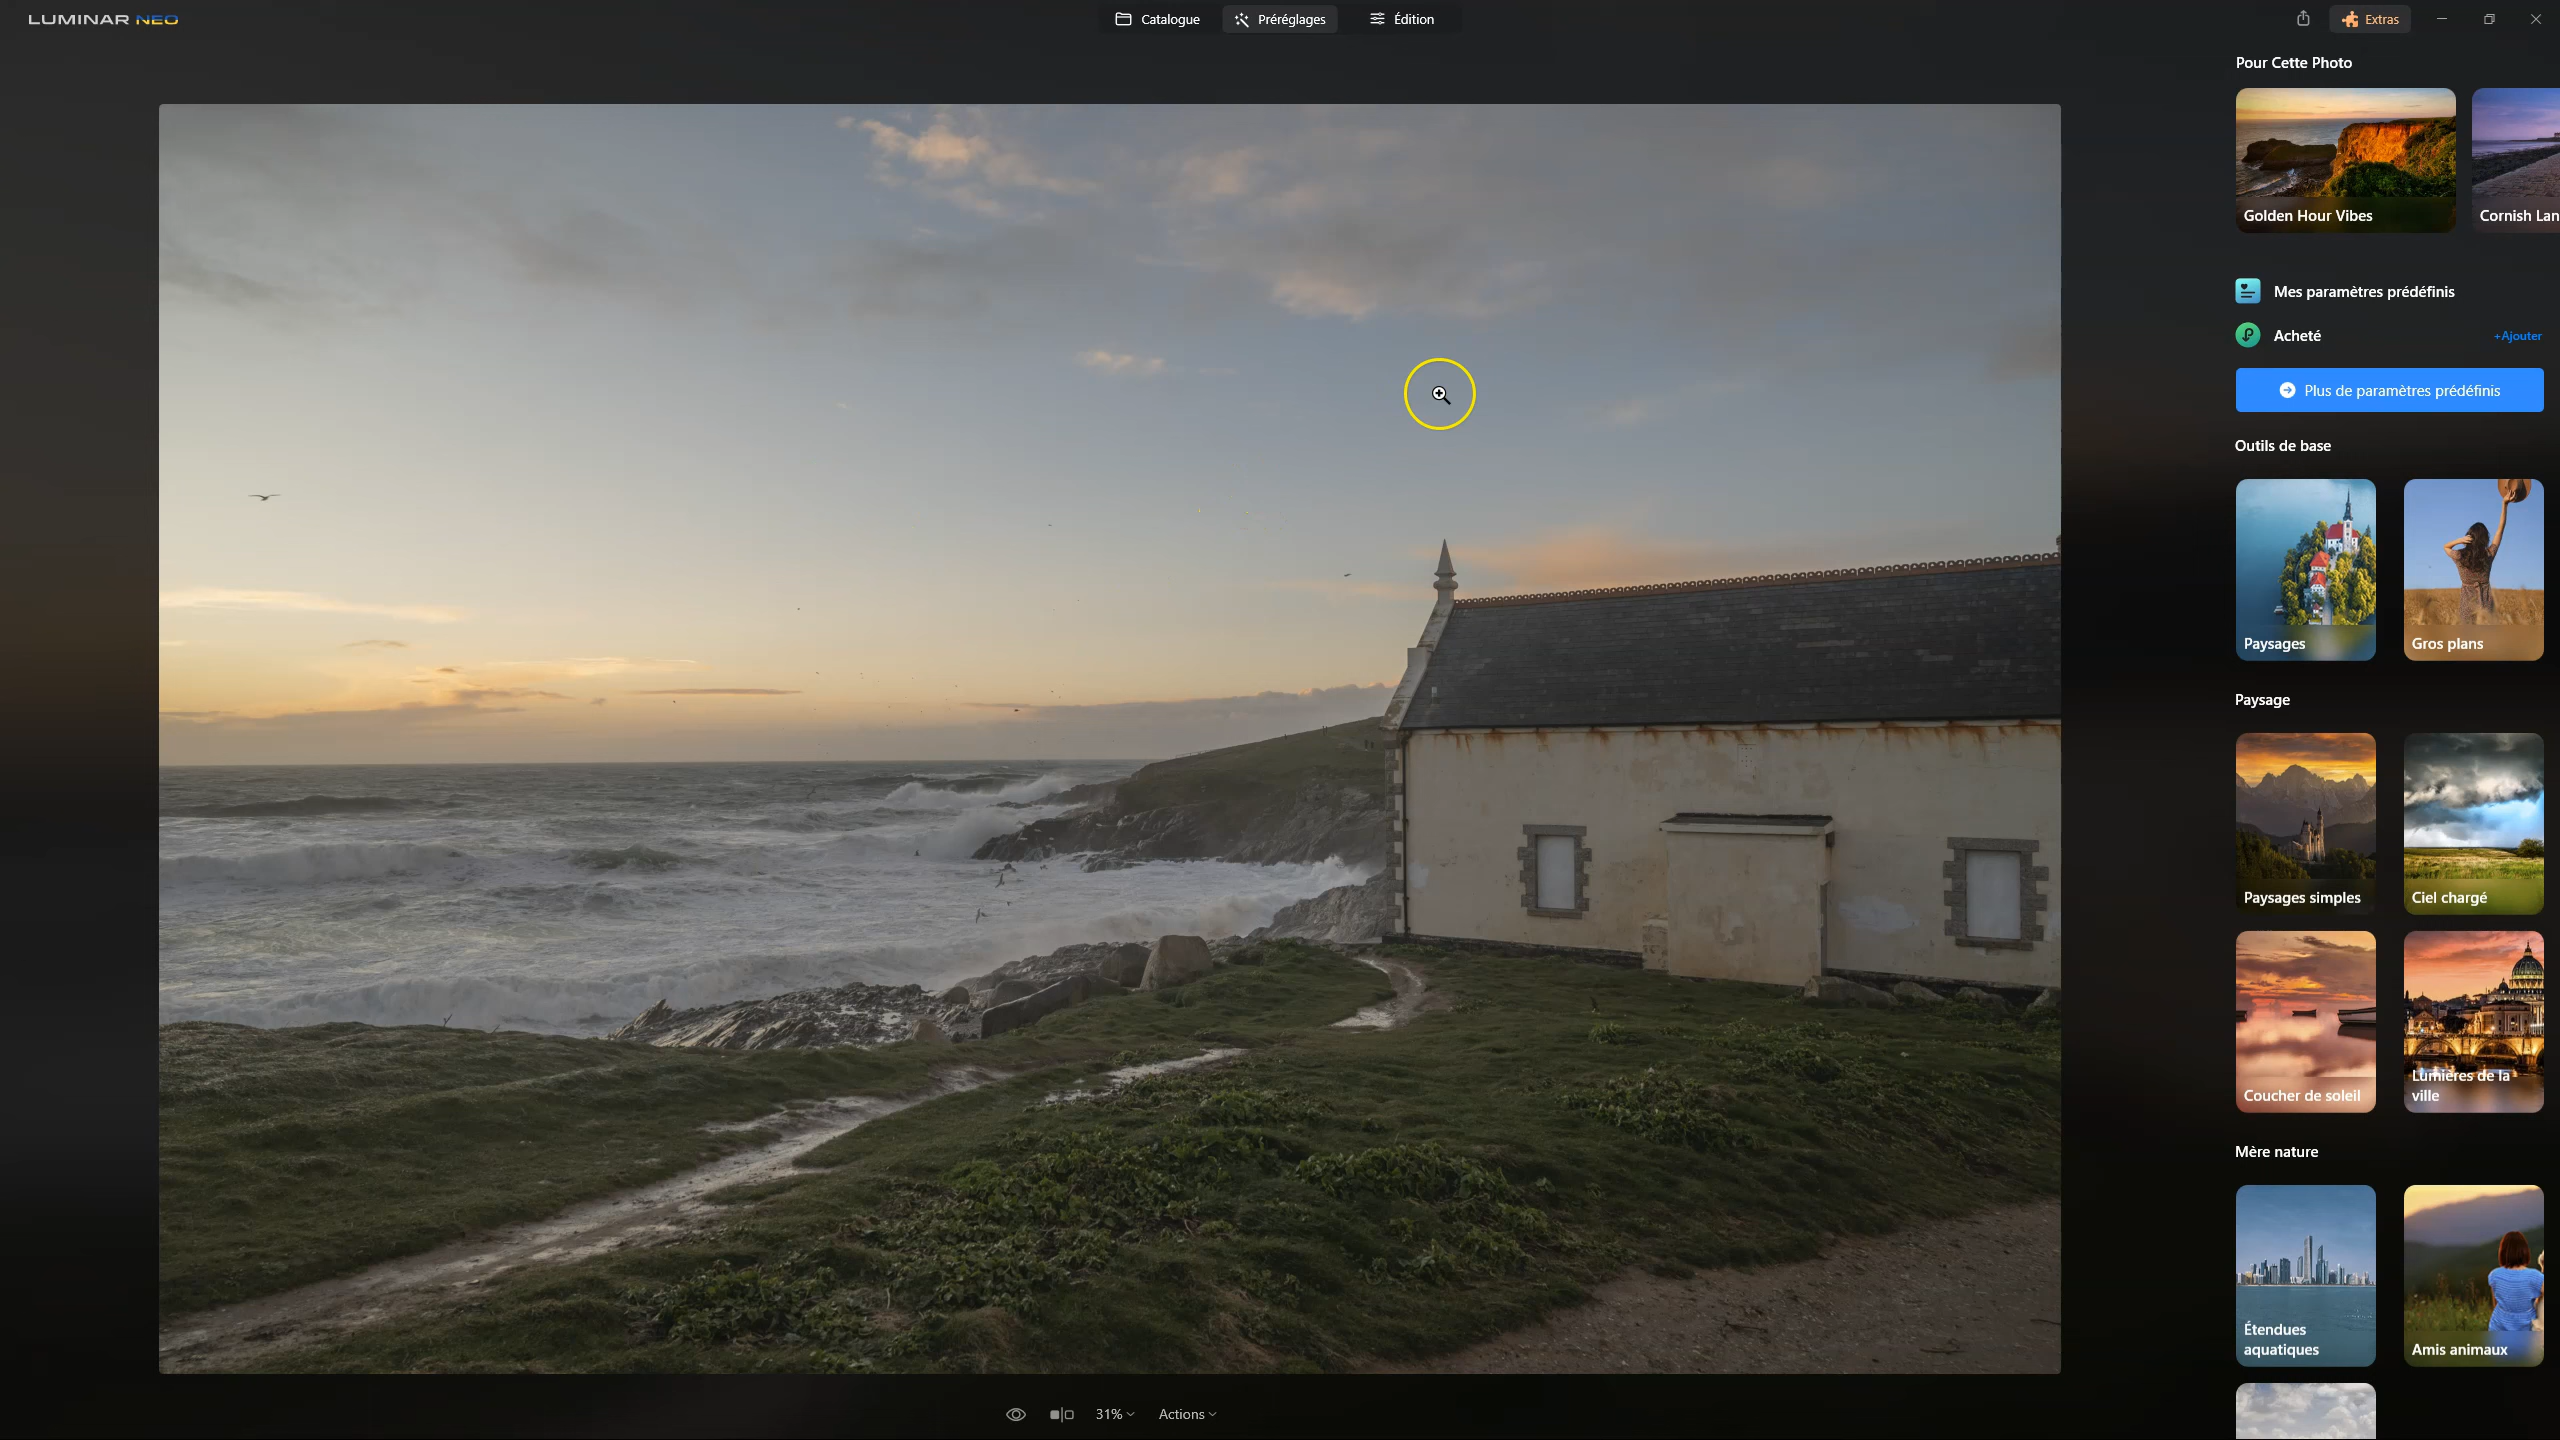 LUMINAR NEO
Catalogue
Préréglages
Édition
Extras
Pour Cette Photo
Golden Hour Vibes
Cornish Lan
Mes paramètres prédéfinis
Acheté
+Ajouter
Plus de paramètres prédéfinis
Outils de base
Paysages
Gros plans
Paysage
Paysages simples
Ciel chargé
Coucher de soleil
Lumières de la
ville
Mère nature
Étendues
aquatiques
Amis animaux
31%
Actions